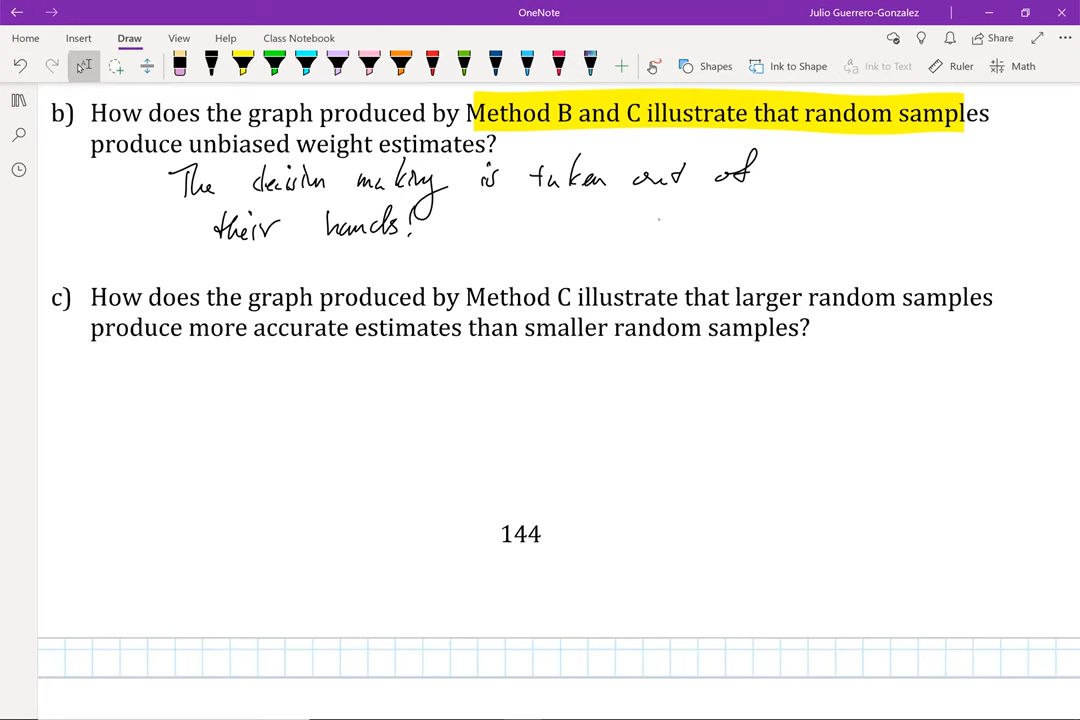 OneNote
Julio Guerrero-Gonzalez
Home Insert Draw View Help Class Notebook Share
Shapes Ink to Shape Ink to Text Ruler Math
b) How does the graph produced by Method B and C illustrate that random samples
produce unbiased weight estimates?
The decision making is taken out of
their hands!
c) How does the graph produced by Method C illustrate that larger random samples
produce more accurate estimates than smaller random samples?
144